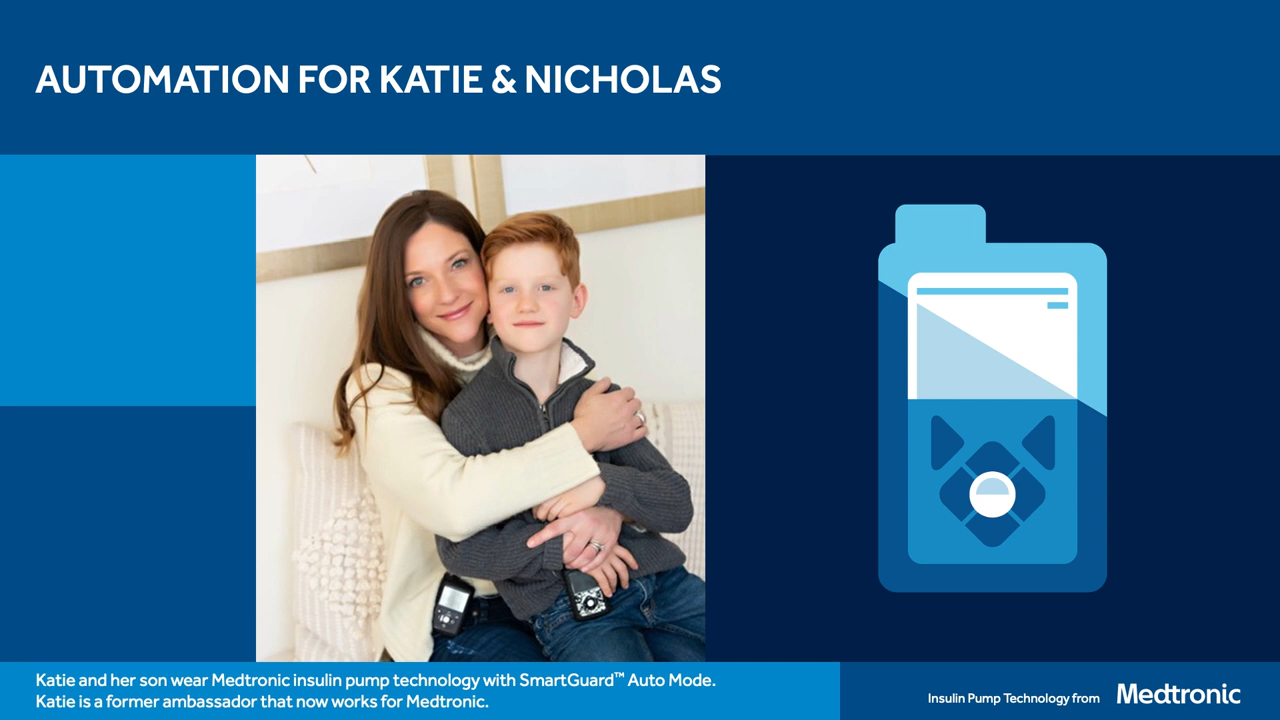 AUTOMATION FOR KATIE & NICHOLAS
Katie and her son wear Medtronic insulin pump technology with SmartGuard™ Auto Mode.
Katie is a former ambassador that now works for Medtronic.
Insulin Pump Technology from Medtronic